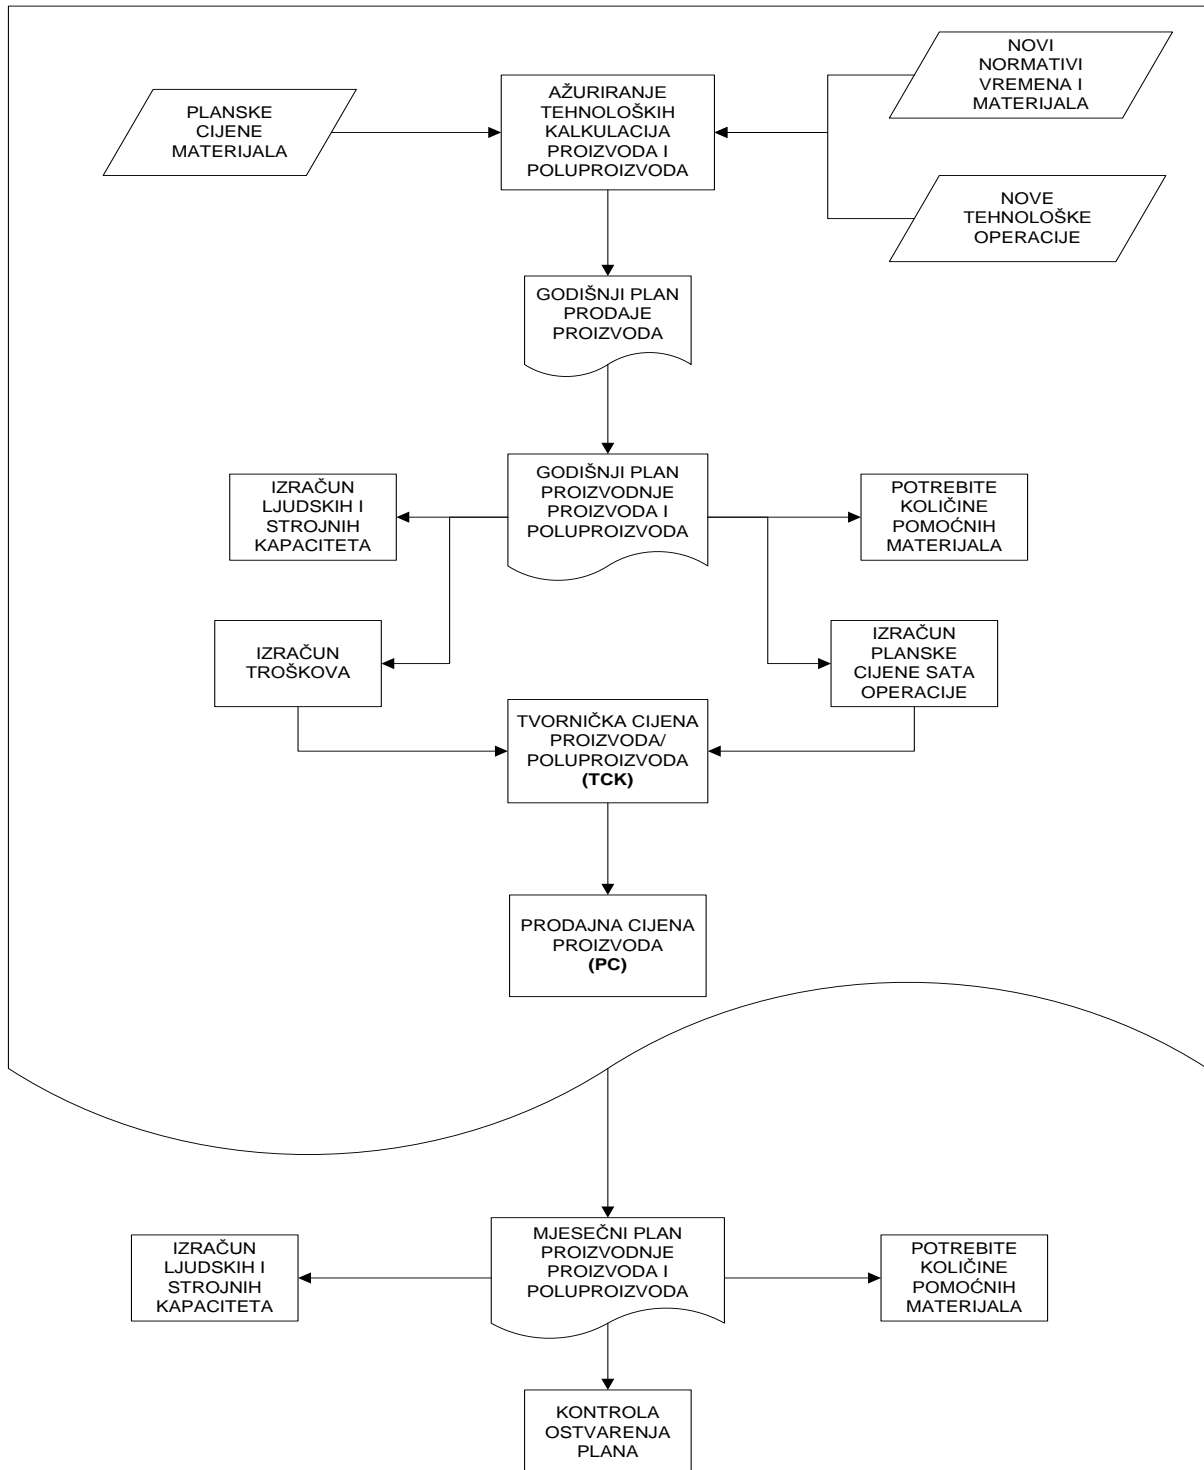 PLANSKE
CIJENE
MATERIJALA
AŽURIRANJE
TEHNOLOŠKIH
KALKULACIJA
PROIZVODA I
POLUPROIZVODA
NOVI
NORMATIVI
VREMENA I
MATERIJALA
NOVE
TEHNOLOŠKE
OPERACIJE
GODIŠNJI PLAN
PRODAJE
PROIZVODA
IZRAČUN
LJUDSKIH I
STROJNIH
KAPACITETA
GODIŠNJI PLAN
PROIZVODNJE
PROIZVODA I
POLUPROIZVODA
POTREBITE
KOLIČINE
POMOĆNIH
MATERIJALA
IZRAČUN
TROŠKOVA
IZRAČUN
PLANSKE
CIJENE SATA
OPERACIJE
TVORNIČKA CIJENA
PROIZVODA/
POLUPROIZVODA
(TCK)
PRODAJNA CIJENA
PROIZVODA
(PC)
IZRAČUN
LJUDSKIH I
STROJNIH
KAPACITETA
MJESEČNI PLAN
PROIZVODNJE
PROIZVODA I
POLUPROIZVODA
POTREBITE
KOLIČINE
POMOĆNIH
MATERIJALA
KONTROLA
OSTVARENJA
PLANA